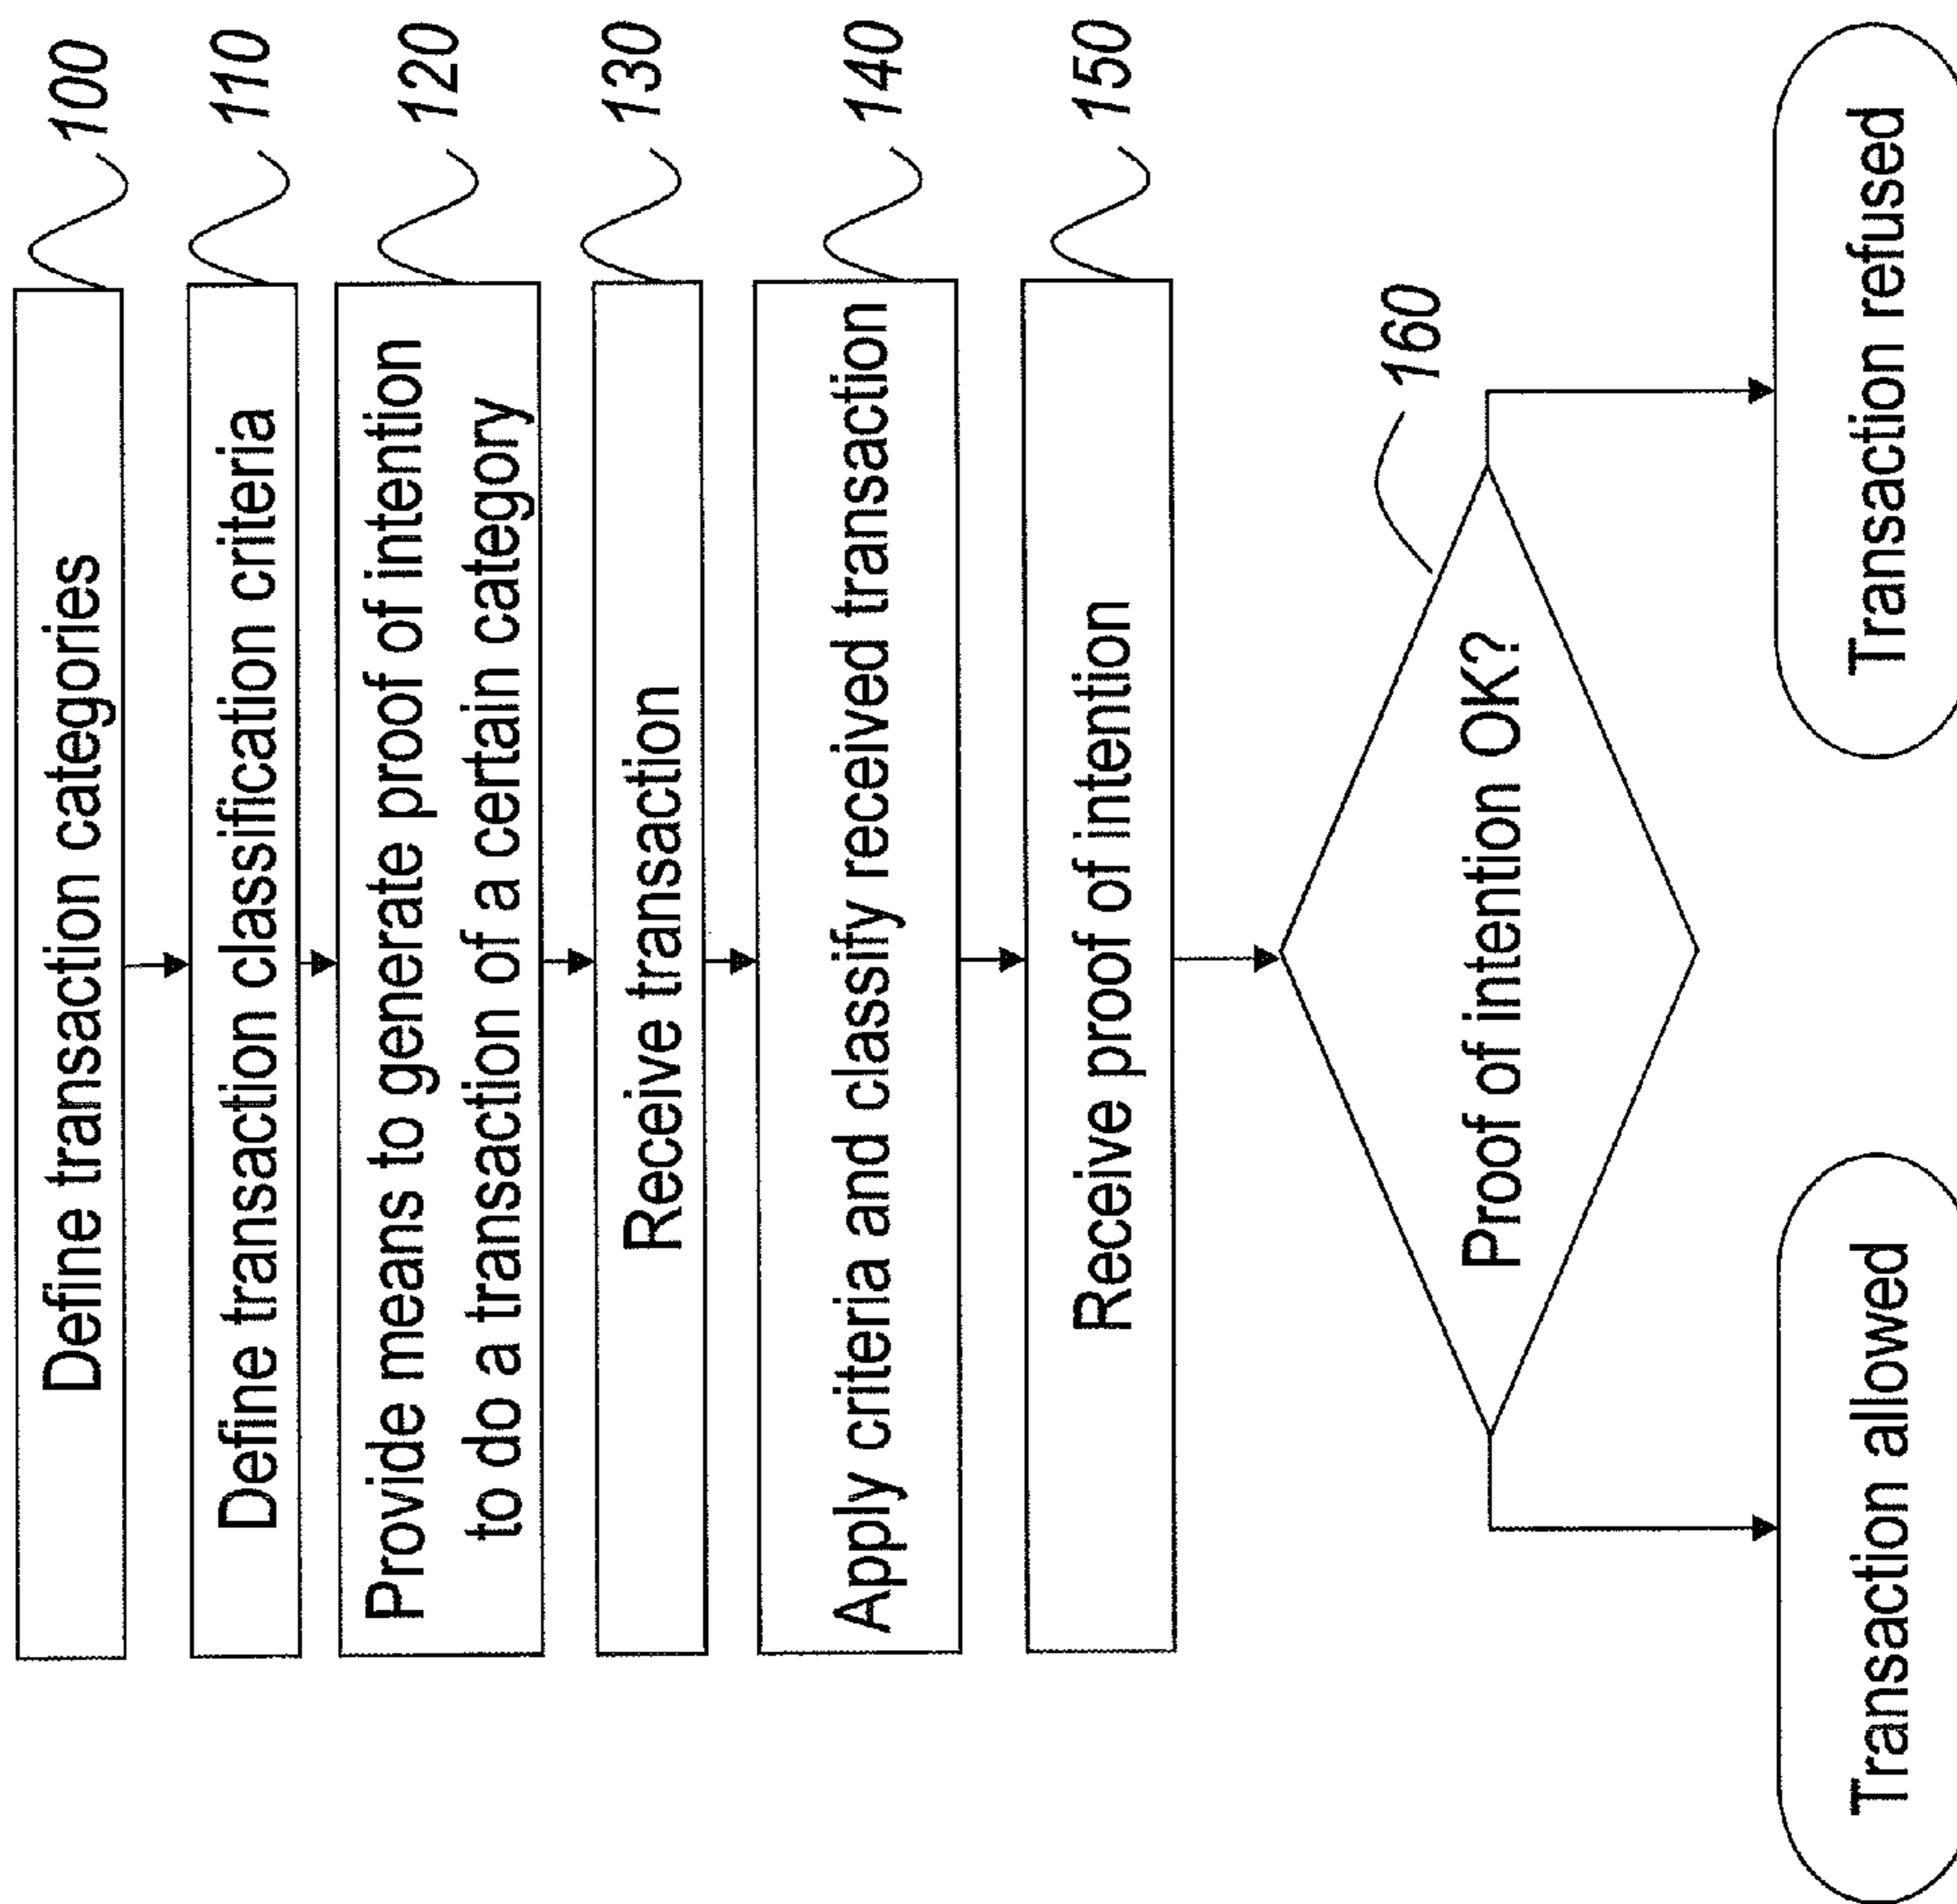 Define transaction categories
100
Define transaction classification criteria
110
Provide means to generate proof of intention
to do a transaction of a certain category
120
Receive transaction
130
Apply criteria and classify received transaction
140
Receive proof of intention
150
Proof of intention OK?
160
Transaction allowed
Transaction refused